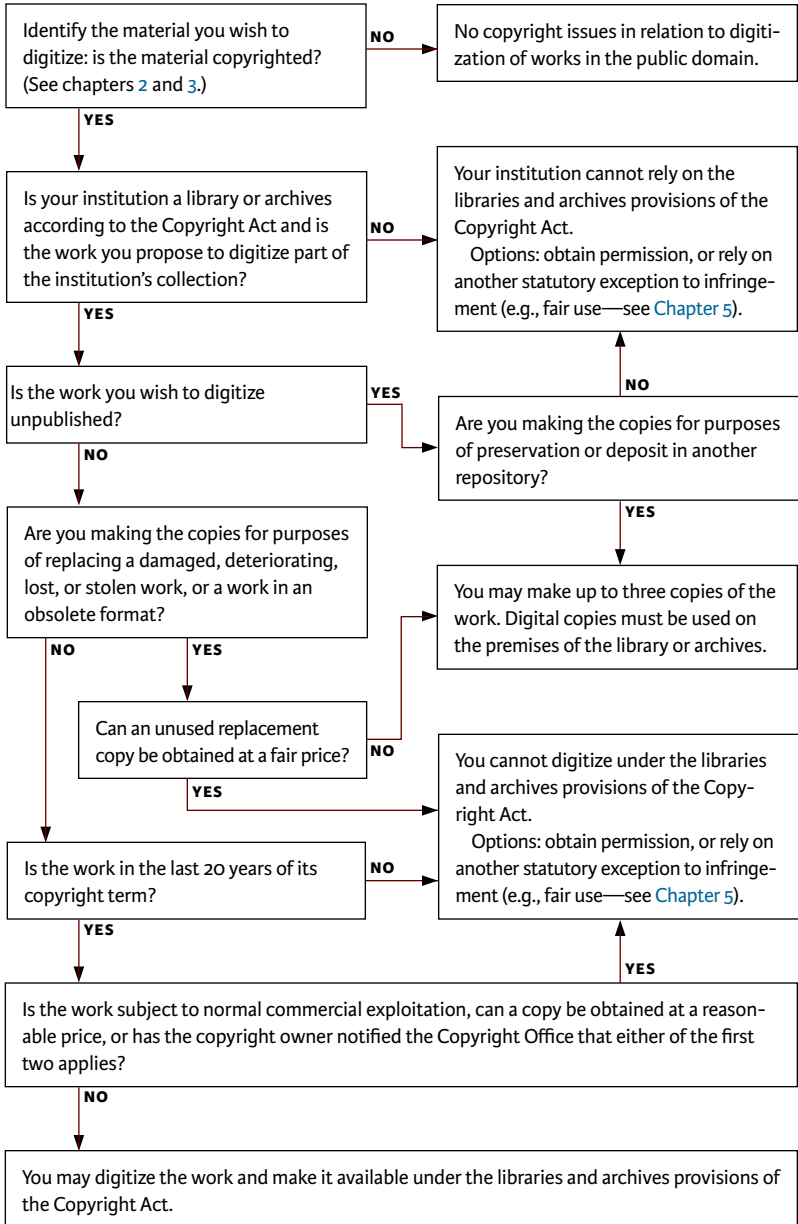 Identify the material you wish to
digitize: is the material copyrighted?
(See chapters 2 and 3.)
NO
No copyright issues in relation to digiti-
zation of works in the public domain.
YES
Is your institution a library or archives
according to the Copyright Act and is
the work you propose to digitize part of
the institution’s collection?
NO
Your institution cannot rely on the
libraries and archives provisions of the
Copyright Act.
Options: obtain permission, or rely on
another statutory exception to infringe-
ment (e.g., fair use—see Chapter 5).
YES
Is the work you wish to digitize
unpublished?
YES
NO
Are you making the copies for purposes
of preservation or deposit in another
repository?
NO
YES
Are you making the copies for purposes
of replacing a damaged, deteriorating,
lost, or stolen work, or a work in an
obsolete format?
You may make up to three copies of the
work. Digital copies must be used on
the premises of the library or archives.
NO
YES
Can an unused replacement
copy be obtained at a fair price?
NO
YES
You cannot digitize under the libraries
and archives provisions of the Copy-
right Act.
Options: obtain permission, or rely on
another statutory exception to infringe-
ment (e.g., fair use—see Chapter 5).
Is the work in the last 20 years of its
copyright term?
NO
YES
YES
Is the work subject to normal commercial exploitation, can a copy be obtained at a reason-
able price, or has the copyright owner notified the Copyright Office that either of the first
two applies?
NO
You may digitize the work and make it available under the libraries and archives provisions of
the Copyright Act.